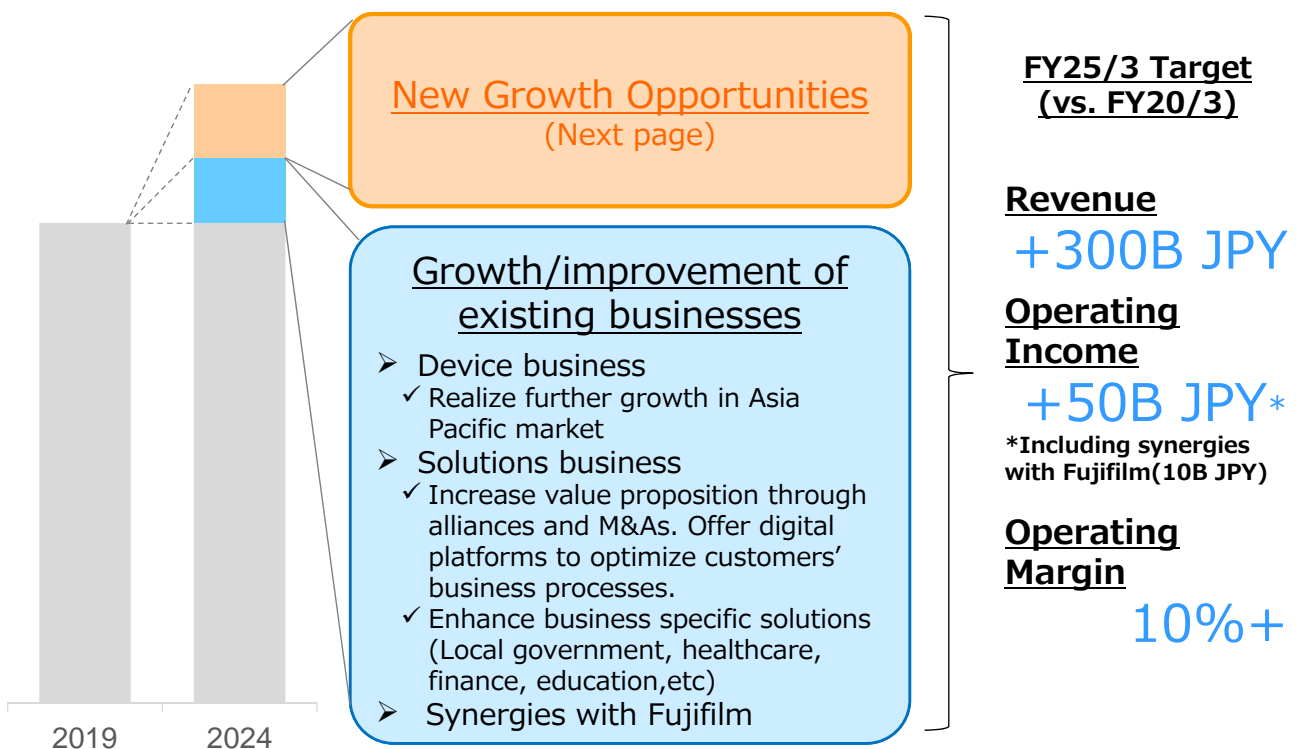 New Growth Opportunities
(Next page)
Growth/improvement of
existing businesses
➢ Device business
✓ Realize further growth in Asia
Pacific market
➢ Solutions business
✓ Increase value proposition through
alliances and M&As. Offer digital
platforms to optimize customers’
business processes.
✓ Enhance business specific solutions
(Local government, healthcare,
finance, education,etc)
➢ Synergies with Fujifilm
FY25/3 Target
(vs. FY20/3)
Revenue
+300B JPY
Operating
Income
+50B JPY*
*Including synergies
with Fujifilm(10B JPY)
Operating
Margin
10%+
2019
2024